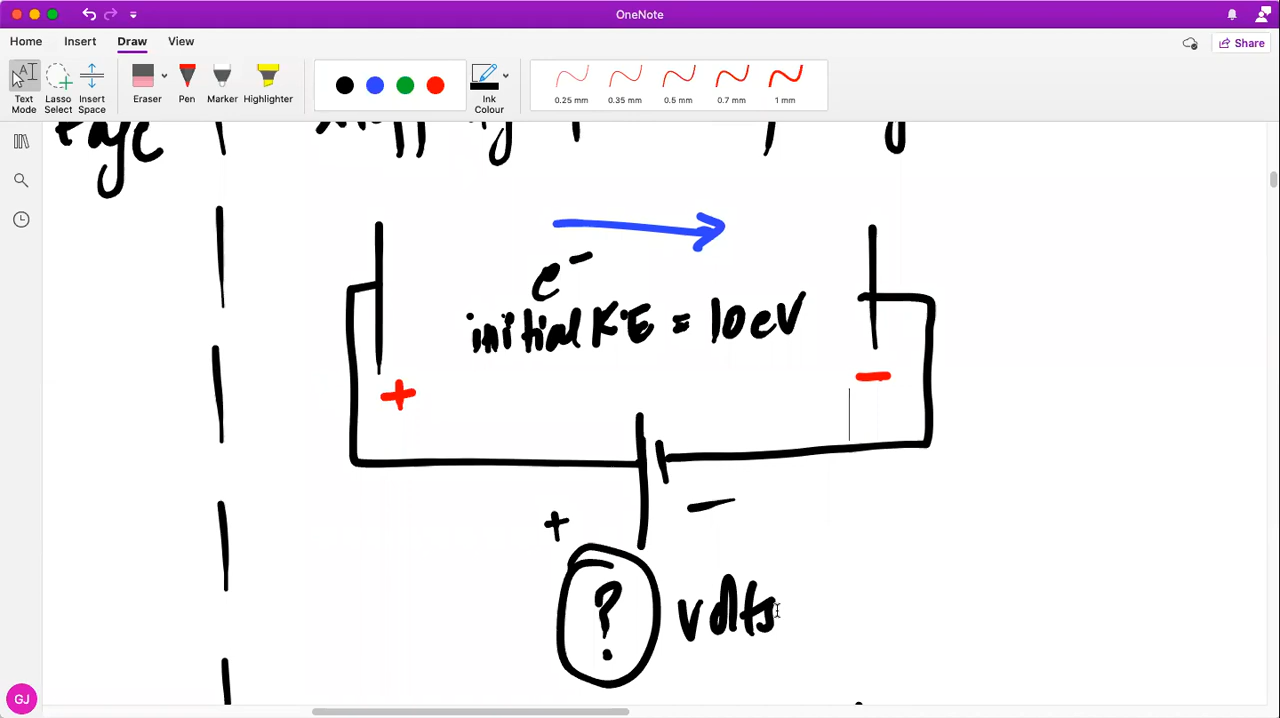 OneNote
Home Insert Draw View
Share
Text Mode
Lasso Select
Insert Space
Eraser
Pen
Marker
Highlighter
Ink Colour
0.25 mm
0.35 mm
0.5 mm
0.7 mm
1 mm
Page
e⁻
initial KE = 10eV
+
−
+ −
? volts
GJ